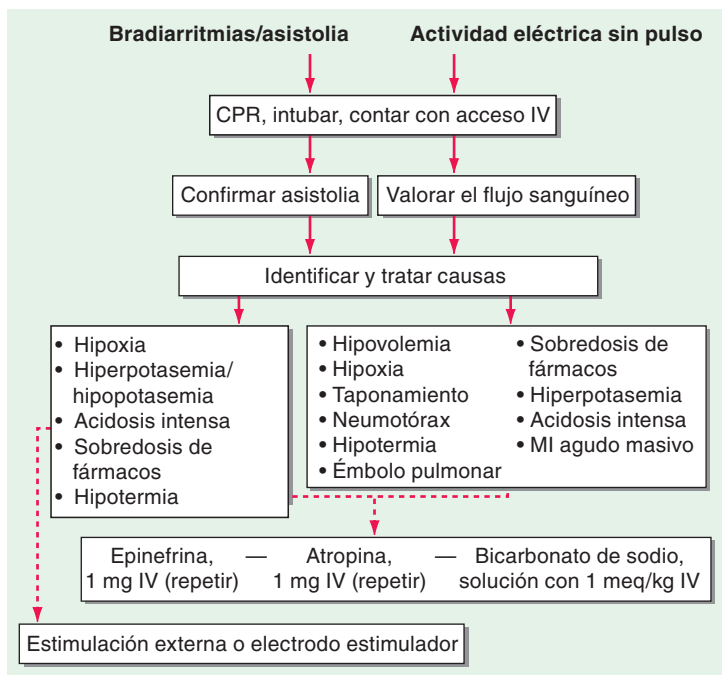 Bradiarritmias/asistolia
Actividad eléctrica sin pulso
CPR, intubar, contar con acceso IV
Confirmar asistolia
Valorar el flujo sanguíneo
Identificar y tratar causas
• Hipoxia
• Hiperpotasemia/
hipopotasemia
• Acidosis intensa
• Sobredosis de
fármacos
• Hipotermia
• Hipovolemia
• Hipoxia
• Taponamiento
• Neumotórax
• Hipotermia
• Émbolo pulmonar
• Sobredosis de
fármacos
• Hiperpotasemia
• Acidosis intensa
• MI agudo masivo
Epinefrina, — Atropina, — Bicarbonato de sodio,
1 mg IV (repetir) 1 mg IV (repetir) solución con 1 meq/kg IV
Estimulación externa o electrodo estimulador